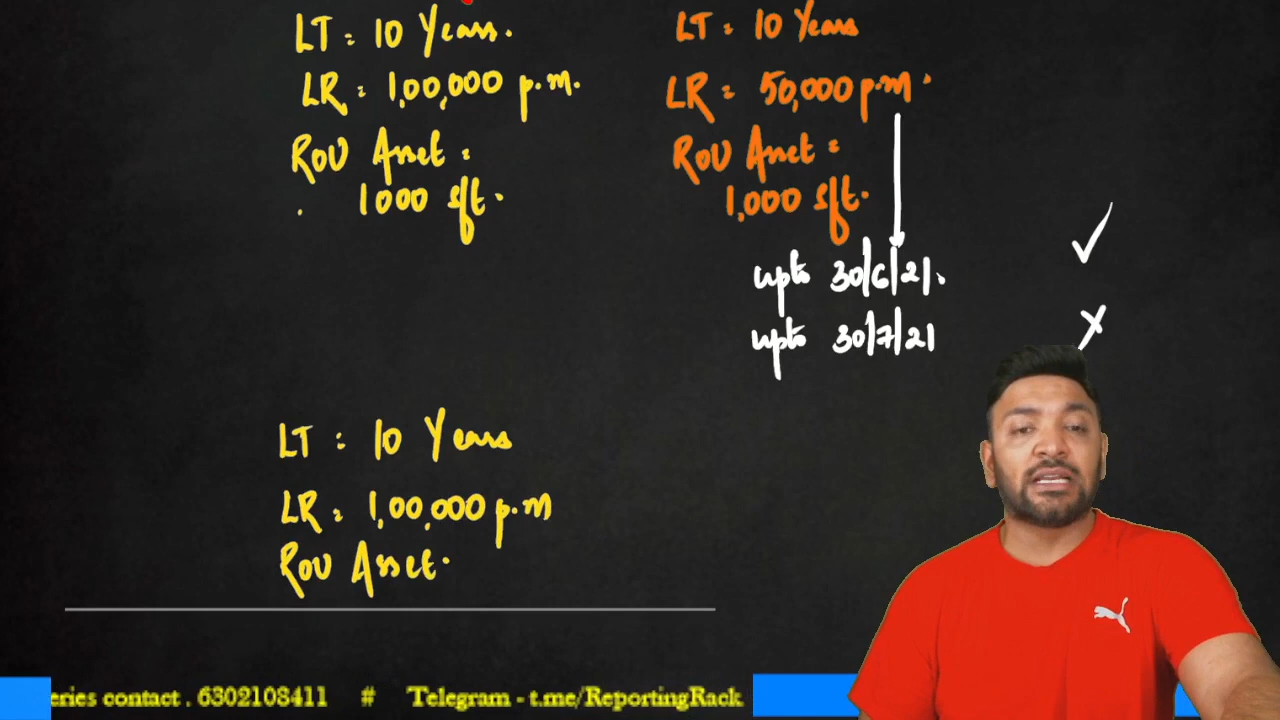 LT = 10 Years.
LR = 1,00,000 p.m.
ROU Asset =
1000 sft.
LT = 10 Years
LR = 50,000 p.m.
ROU Asset =
1,000 sft.
upto 30/6/21.
upto 30/7/21
LT = 10 Years
LR = 1,00,000 p.m
ROU Asset.
eries contact . 6302108411 # Telegram - t.me/ReportingRack